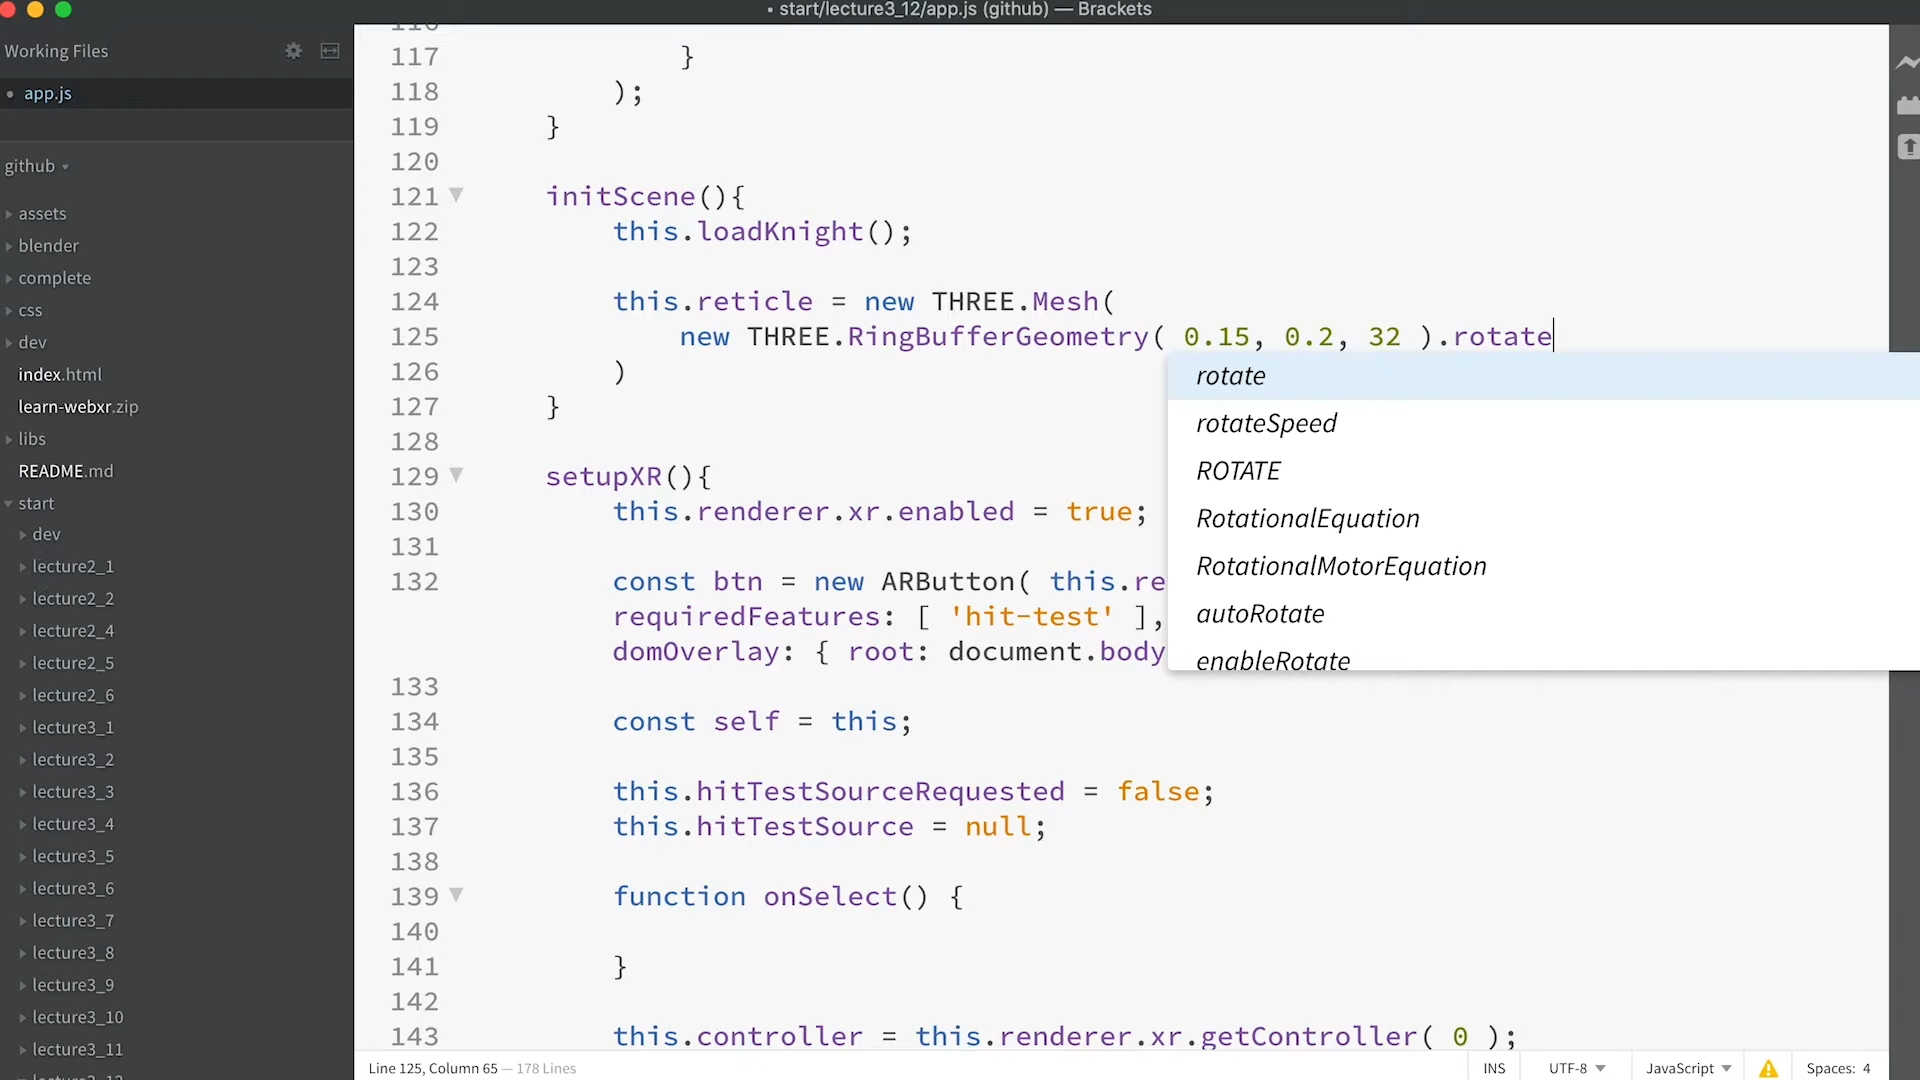 • start/lecture3_12/app.js (github) — Brackets
Working Files
• app.js
github
assets
blender
complete
css
dev
index.html
learn-webxr.zip
libs
README.md
start
dev
lecture2_1
lecture2_2
lecture2_4
lecture2_5
lecture2_6
lecture3_1
lecture3_2
lecture3_3
lecture3_4
lecture3_5
lecture3_6
lecture3_7
lecture3_8
lecture3_9
lecture3_10
lecture3_11
117 }
118 );
119 }
120
121 initScene(){
122 this.loadKnight();
123
124 this.reticle = new THREE.Mesh(
125 new THREE.RingBufferGeometry( 0.15, 0.2, 32 ).rotate
126 )
127 }
128
129 setupXR(){
130 this.renderer.xr.enabled = true;
131
132 const btn = new ARButton( this.re
requiredFeatures: [ 'hit-test' ],
domOverlay: { root: document.body
133
134 const self = this;
135
136 this.hitTestSourceRequested = false;
137 this.hitTestSource = null;
138
139 function onSelect() {
140
141 }
142
143 this.controller = this.renderer.xr.getController( 0 );
rotate
rotateSpeed
ROTATE
RotationalEquation
RotationalMotorEquation
autoRotate
enableRotate
Line 125, Column 65 — 178 Lines
INS
UTF-8
JavaScript
Spaces: 4